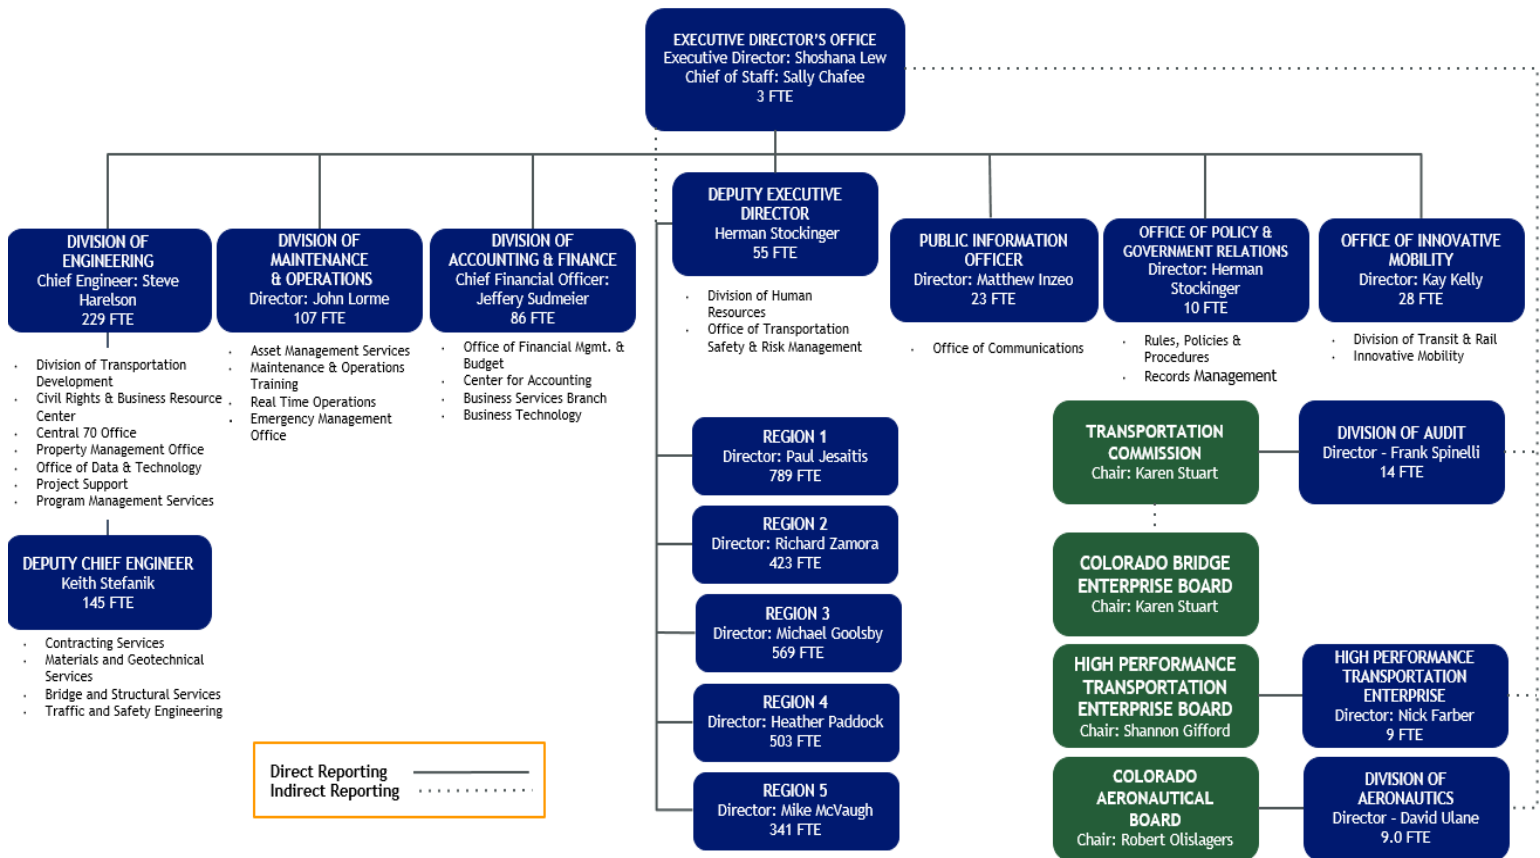 EXECUTIVE DIRECTOR'S OFFICE
Executive Director: Shoshana Lew
Chief of Staff: Sally Chafee
3 FTE
DIVISION OF
ENGINEERING
Chief Engineer: Steve
Harelson
229 FTE
· Division of Transportation
Development
· Civil Rights & Business Resource
Center
· Central 70 Office
· Property Management Office
· Office of Data & Technology
· Project Support
· Program Management Services
DEPUTY CHIEF ENGINEER
Keith Stefanik
145 FTE
· Contracting Services
· Materials and Geotechnical
Services
· Bridge and Structural Services
· Traffic and Safety Engineering
DIVISION OF
MAINTENANCE
& OPERATIONS
Director: John Lorme
107 FTE
· Asset Management Services
· Maintenance & Operations
Training
· Real Time Operations
· Emergency Management
Office
DIVISION OF
ACCOUNTING & FINANCE
Chief Financial Officer:
Jeffery Sudmeier
86 FTE
· Office of Financial Mgmt. &
Budget
· Center for Accounting
· Business Services Branch
· Business Technology
DEPUTY EXECUTIVE
DIRECTOR
Herman Stockinger
55 FTE
· Division of Human
Resources
· Office of Transportation
Safety & Risk Management
REGION 1
Director: Paul Jesaitis
789 FTE
REGION 2
Director: Richard Zamora
423 FTE
REGION 3
Director: Michael Goolsby
569 FTE
REGION 4
Director: Heather Paddock
503 FTE
REGION 5
Director: Mike McVaugh
341 FTE
PUBLIC INFORMATION
OFFICER
Director: Matthew Inzeo
23 FTE
· Office of Communications
OFFICE OF POLICY &
GOVERNMENT RELATIONS
Director: Herman
Stockinger
10 FTE
· Rules, Policies &
Procedures
· Records Management
OFFICE OF INNOVATIVE
MOBILITY
Director: Kay Kelly
28 FTE
· Division of Transit & Rail
· Innovative Mobility
TRANSPORTATION
COMMISSION
Chair: Karen Stuart
DIVISION OF AUDIT
Director - Frank Spinelli
14 FTE
COLORADO BRIDGE
ENTERPRISE BOARD
Chair: Karen Stuart
HIGH PERFORMANCE
TRANSPORTATION
ENTERPRISE BOARD
Chair: Shannon Gifford
HIGH PERFORMANCE
TRANSPORTATION
ENTERPRISE
Director: Nick Farber
9 FTE
COLORADO
AERONAUTICAL
BOARD
Chair: Robert Olislagers
DIVISION OF
AERONAUTICS
Director - David Ulane
9.0 FTE
Direct Reporting
Indirect Reporting